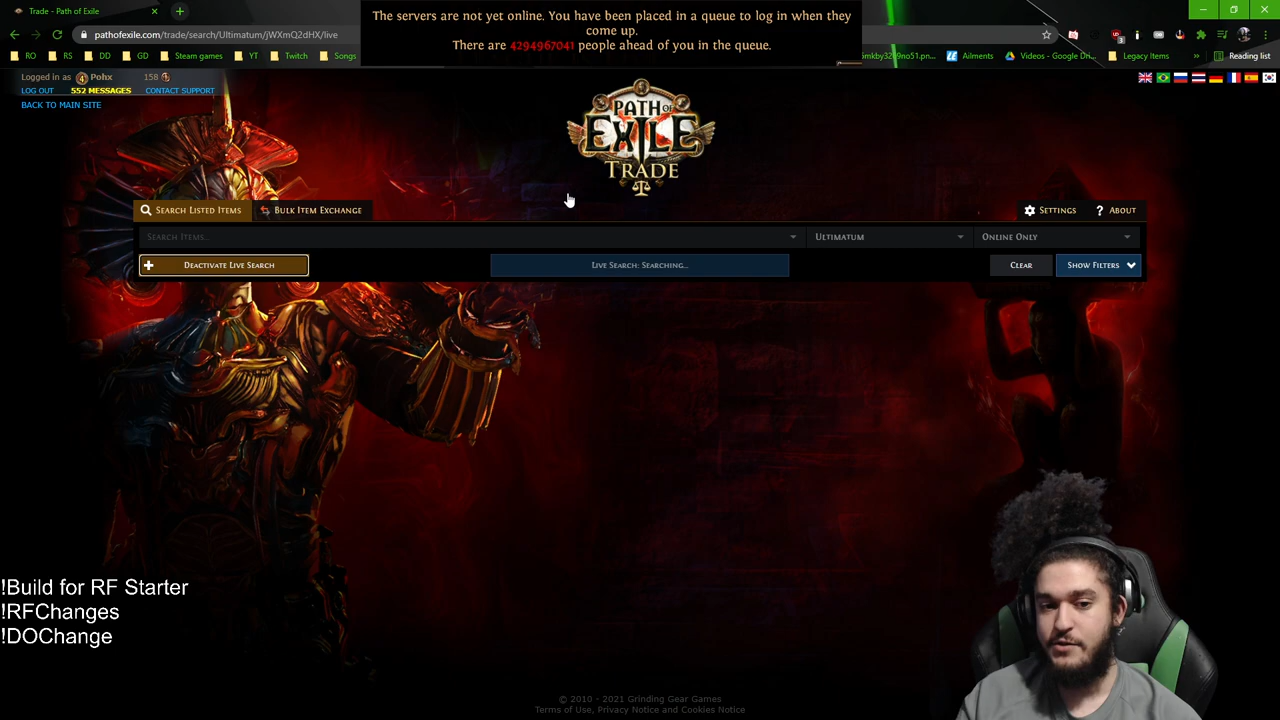 Trade - Path of Exile
The servers are not yet online. You have been placed in a queue to log in when they
come up.
There are 4294967041 people ahead of you in the queue.
pathofexile.com/trade/search/Ultimatum/jWXmQ2dHX/live
RO RS DD GD Steam games YT Twitch Songs Ailments Videos - Google Dri... Legacy Items » Reading list
Logged in as Pohx 158
LOG OUT 552 MESSAGES CONTACT SUPPORT
BACK TO MAIN SITE
PATH OF
EXILE
TRADE
Search Listed Items Bulk Item Exchange Settings ? About
Search Items... Ultimatum Online Only
Deactivate Live Search Live Search: Searching... Clear Show Filters
!Build for RF Starter
!RFChanges
!DOChange
© 2010 - 2021 Grinding Gear Games
Terms of Use, Privacy Notice and Cookies Notice